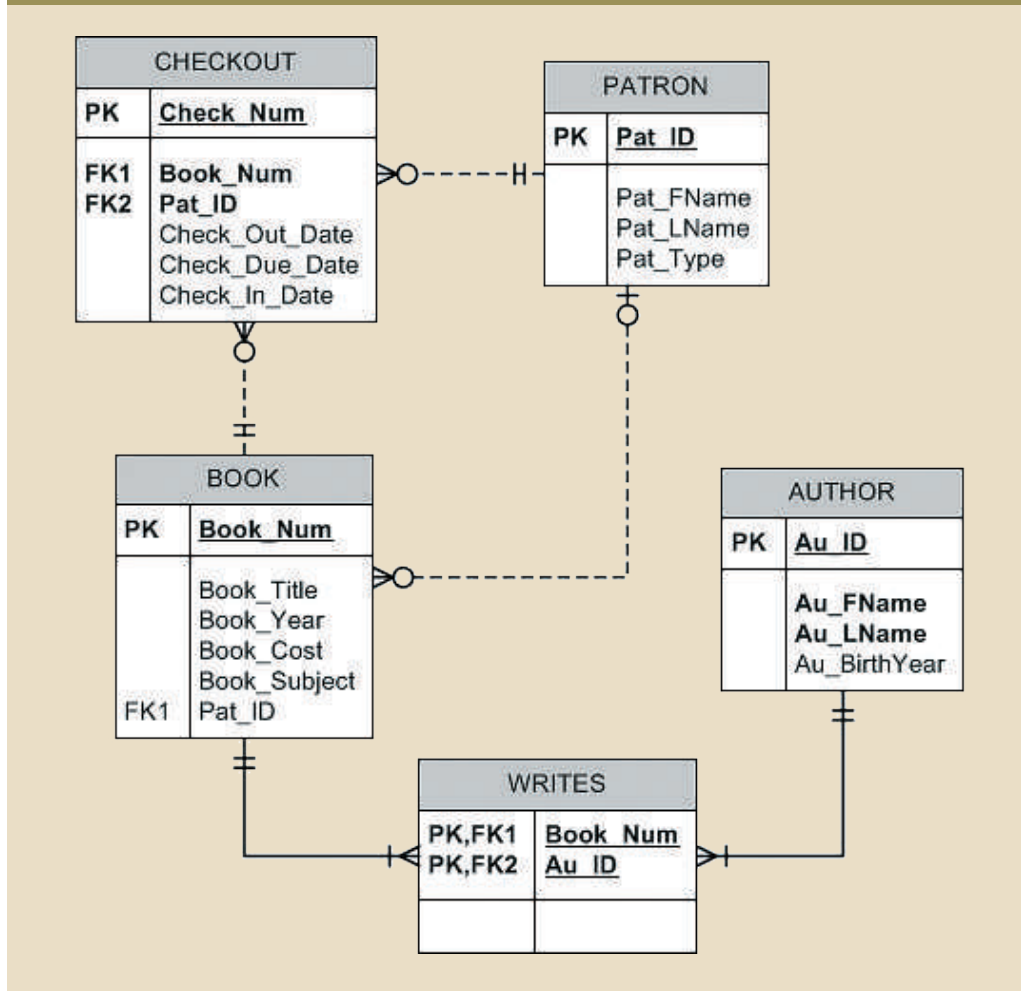 CHECKOUT
PK Check_Num
FK1 Book_Num
FK2 Pat_ID
Check_Out_Date
Check_Due_Date
Check_In_Date
PATRON
PK Pat_ID
Pat_FName
Pat_LName
Pat_Type
BOOK
PK Book_Num
Book_Title
Book_Year
Book_Cost
Book_Subject
FK1 Pat_ID
AUTHOR
PK Au_ID
Au_FName
Au_LName
Au_BirthYear
WRITES
PK,FK1 Book_Num
PK,FK2 Au_ID